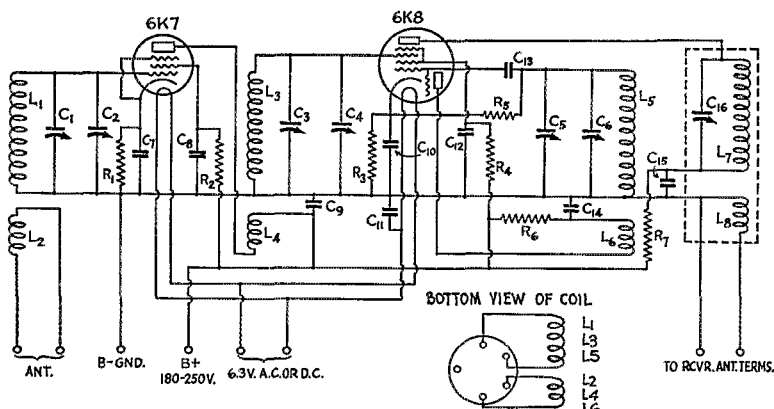 6K7
6K8
L1
C1
C2
R1
C7
C8
R2
L3
C3
C4
R3
C10
C12
R4
R5
C13
C5
C6
L5
C16
L7
C15
C9
L4
C11
C14
R6
L6
R7
L8
L2
ANT.
B-GND.
B+
180-250V.
6.3V. A.C. OR D.C.
BOTTOM VIEW OF COIL
L1
L3
L5
L2
L4
L6
TO RCVR. ANT. TERMS.